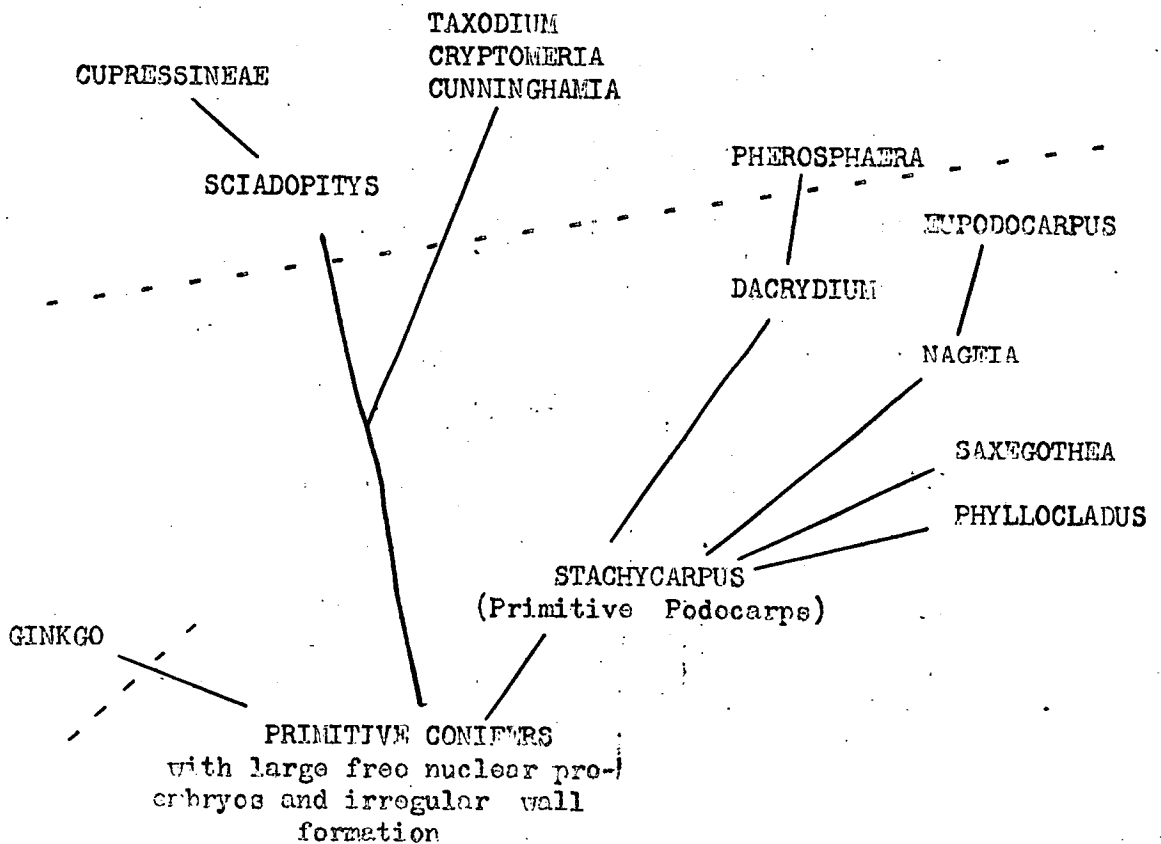 TAXODIUM
CRYPTOMERIA
CUNNINGHAMIA
CUPRESSINEAE
SCIADOPITYS
PHEROSPHAERA
EUPODOCARPUS
DACRYDIUM
NAGEIA
SAXEGOTHEA
PHYLLOCLADUS
STACHYCARPUS
(Primitive Podocarps)
GINKGO
PRIMITIVE CONIFERS
with large free nuclear pro-
embryos and irregular wall
formation